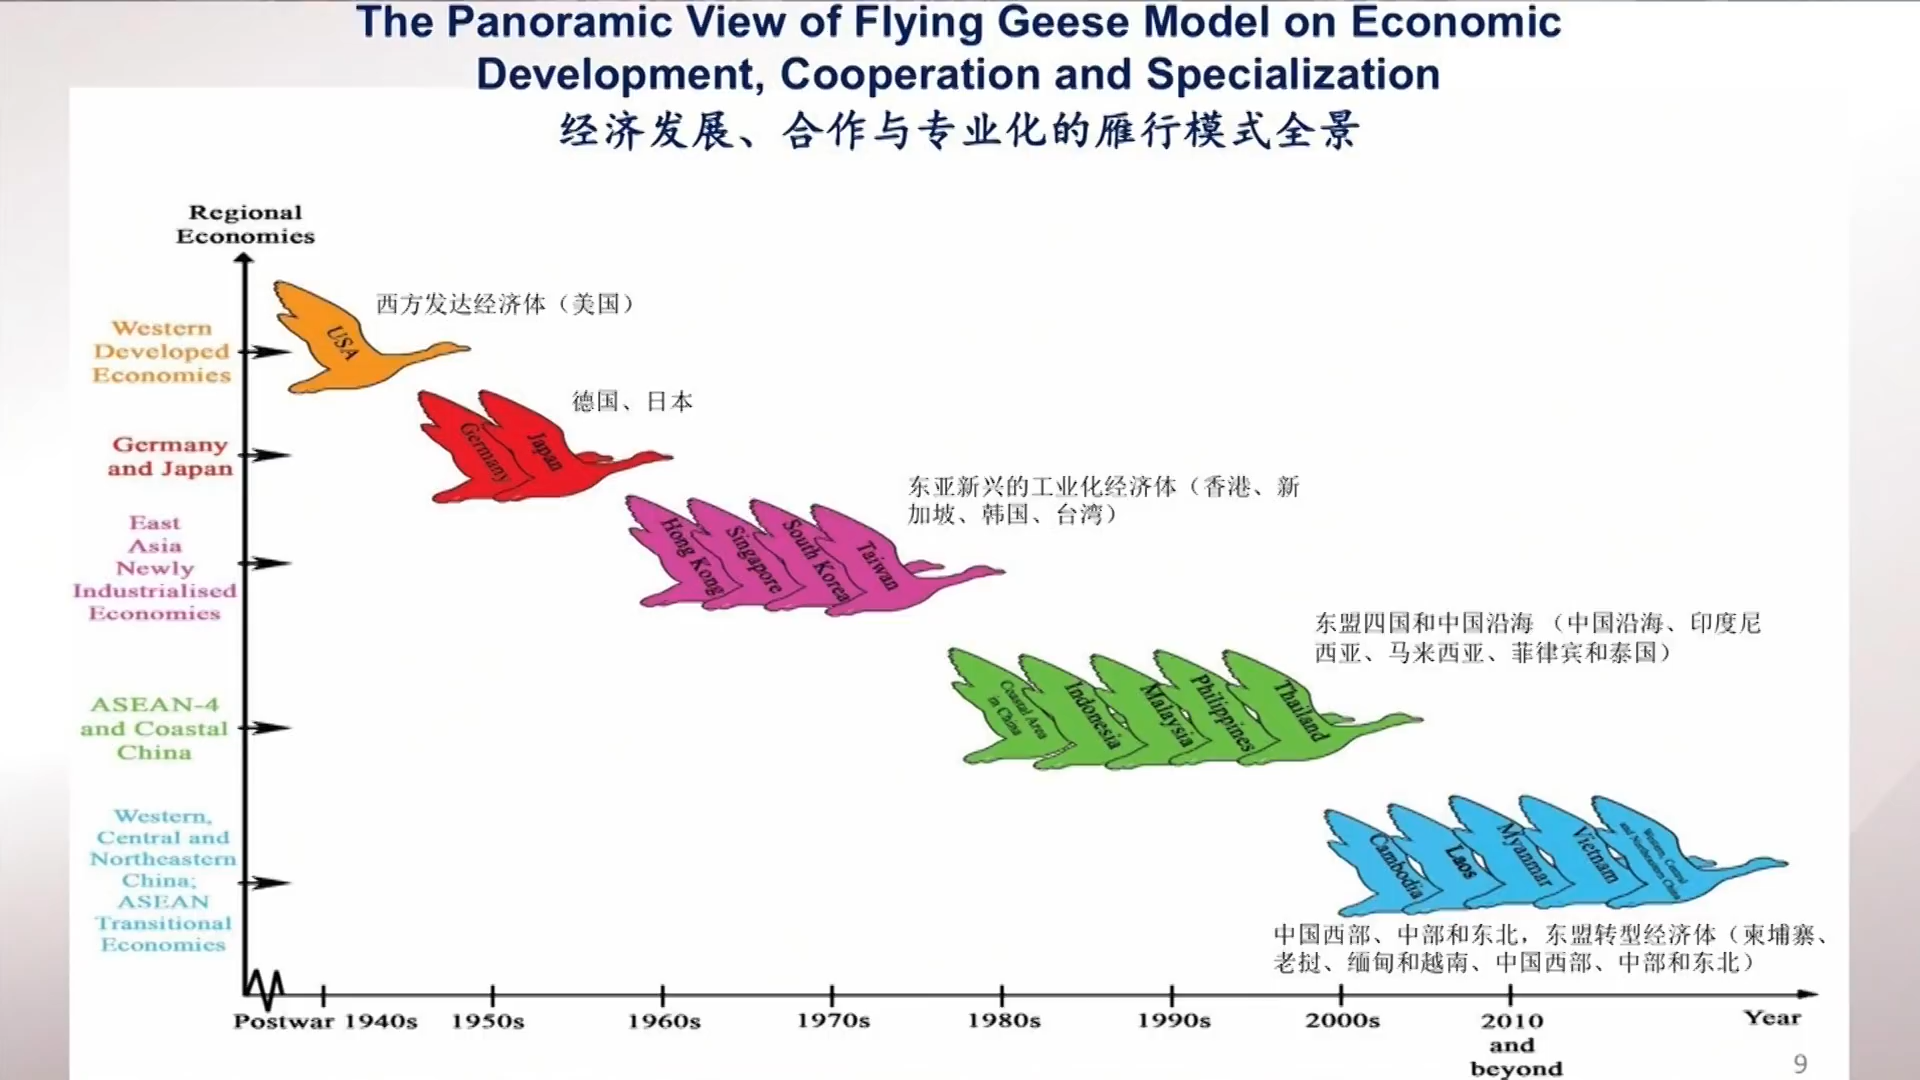 The Panoramic View of Flying Geese Model on Economic
Development, Cooperation and Specialization
经济发展、合作与专业化的雁行模式全景
Regional
Economies
Western
Developed
Economies
USA
西方发达经济体（美国）
Germany
and Japan
Germany
Japan
德国、日本
East
Asia
Newly
Industrialised
Economies
Hong Kong
Singapore
South Korea
Taiwan
东亚新兴的工业化经济体（香港、新
加坡、韩国、台湾）
ASEAN-4
and Coastal
China
Coastal Area
in China
Indonesia
Malaysia
Philippines
Thailand
东盟四国和中国沿海 （中国沿海、印度尼
西亚、马来西亚、菲律宾和泰国）
Western,
Central and
Northeastern
China;
ASEAN
Transitional
Economies
Cambodia
Laos
Myanmar
Vietnam
Western, Central
and Northeastern China
中国西部、中部和东北，东盟转型经济体（柬埔寨、
老挝、缅甸和越南、中国西部、中部和东北）
Postwar 1940s 1950s 1960s 1970s 1980s 1990s 2000s 2010 Year
and
beyond
9